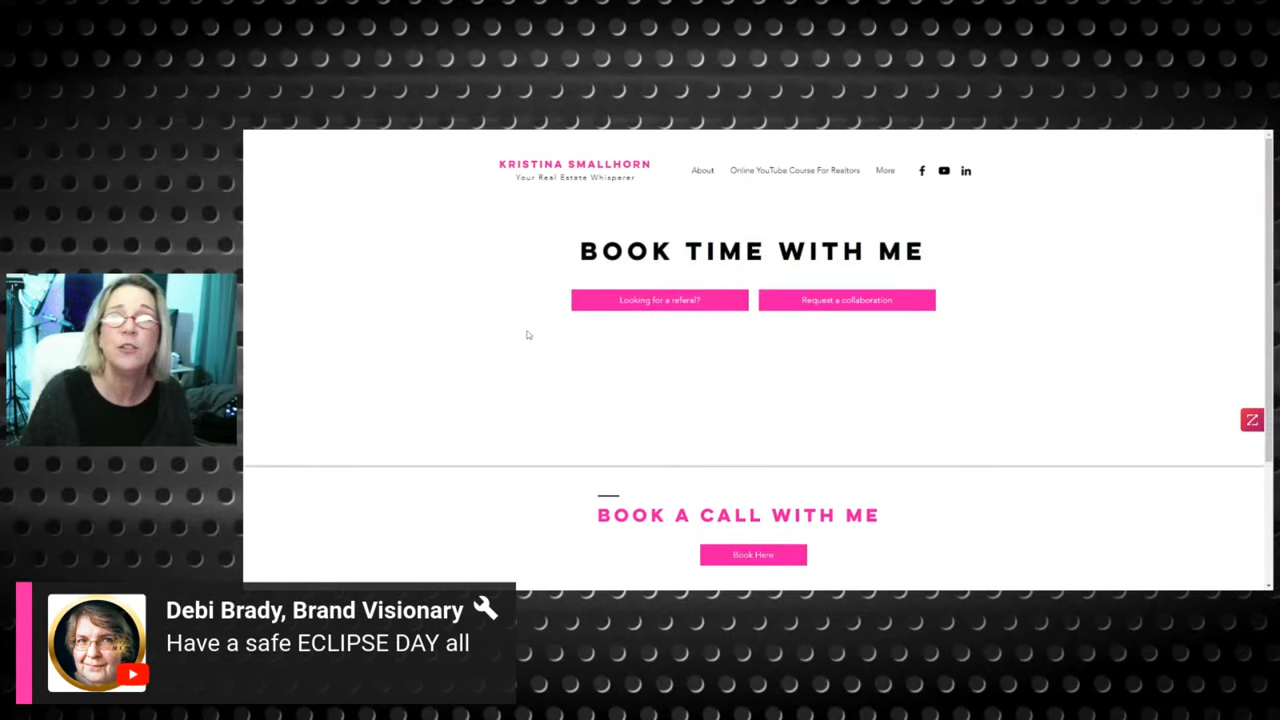 KRISTINA SMALLHORN
Your Real Estate Whisperer
About
Online YouTube Course For Realtors
More
BOOK TIME WITH ME
Looking for a referal?
Request a collaboration
BOOK A CALL WITH ME
Book Here
Debi Brady, Brand Visionary
Have a safe ECLIPSE DAY all